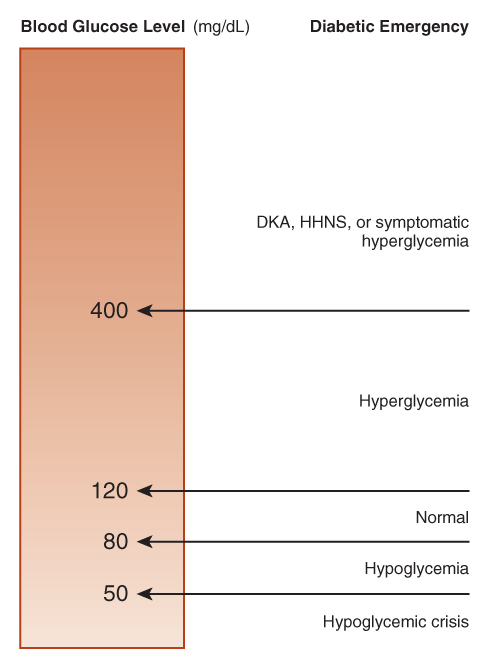 Blood Glucose Level (mg/dL) Diabetic Emergency
DKA, HHNS, or symptomatic
hyperglycemia
400
Hyperglycemia
120
Normal
80
Hypoglycemia
50
Hypoglycemic crisis